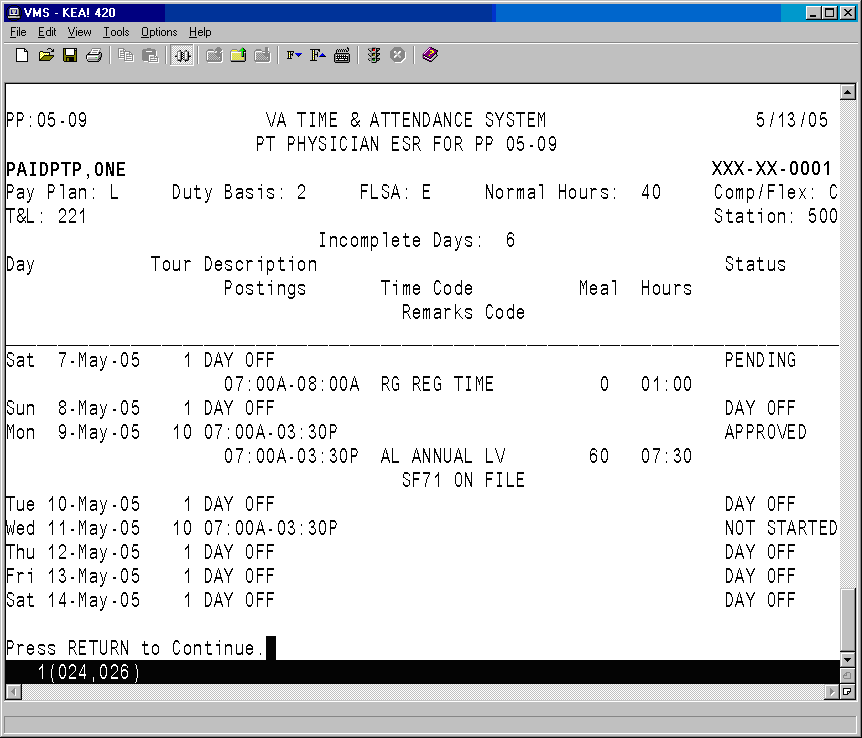 VMS - KEA! 420
File Edit View Tools Options Help
PP:05-09 VA TIME & ATTENDANCE SYSTEM 5/13/05
PT PHYSICIAN ESR FOR PP 05-09
PAIDPTP,ONE XXX-XX-0001
Pay Plan: L Duty Basis: 2 FLSA: E Normal Hours: 40 Comp/Flex: C
T&L: 221 Station: 500
Incomplete Days: 6
Day Tour Description Status
Postings Time Code Meal Hours
Remarks Code
Sat 7-May-05 1 DAY OFF PENDING
07:00A-08:00A RG REG TIME 0 01:00
Sun 8-May-05 1 DAY OFF DAY OFF
Mon 9-May-05 10 07:00A-03:30P APPROVED
07:00A-03:30P AL ANNUAL LV 60 07:30
SF71 ON FILE
Tue 10-May-05 1 DAY OFF DAY OFF
Wed 11-May-05 10 07:00A-03:30P NOT STARTED
Thu 12-May-05 1 DAY OFF DAY OFF
Fri 13-May-05 1 DAY OFF DAY OFF
Sat 14-May-05 1 DAY OFF DAY OFF
Press RETURN to Continue.
1(024,026)